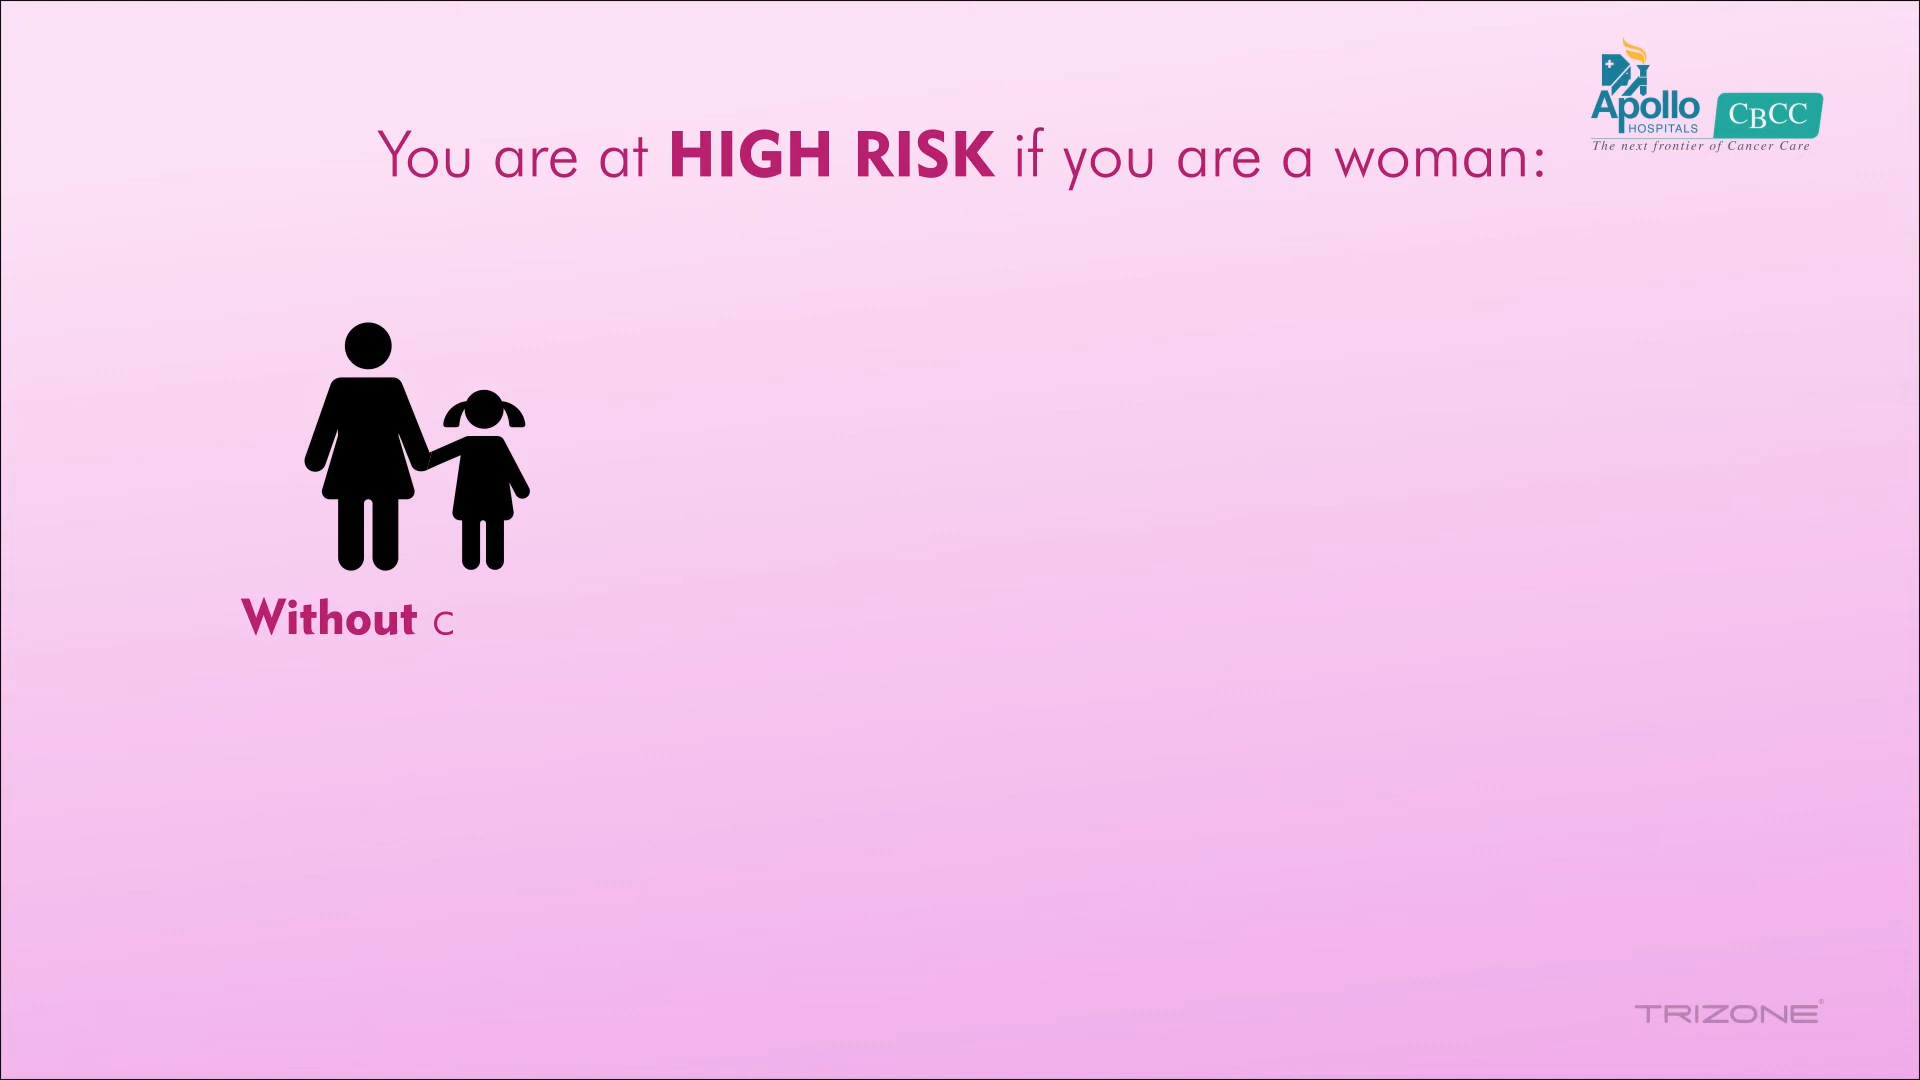 Apollo
HOSPITALS
CBCC
The next frontier of Cancer Care
You are at HIGH RISK if you are a woman:
Without c
TRIZONE®